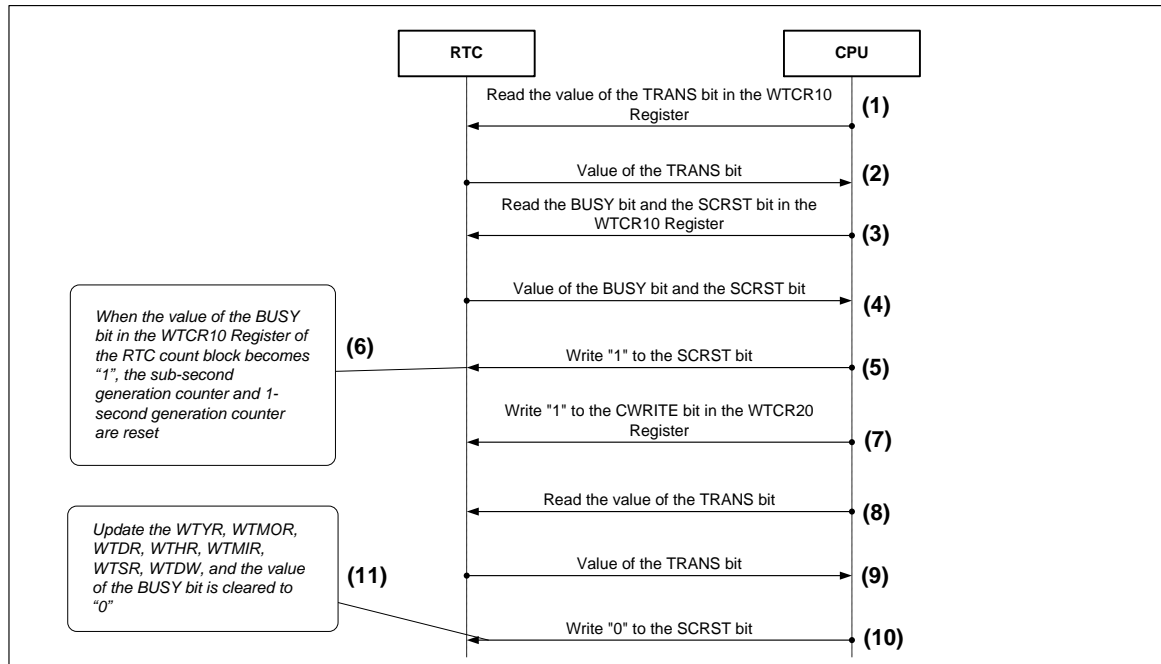 RTC
CPU
Read the value of the TRANS bit in the WTCR10
Register
(1)
Value of the TRANS bit
(2)
Read the BUSY bit and the SCRST bit in the
WTCR10 Register
(3)
Value of the BUSY bit and the SCRST bit
(4)
When the value of the BUSY
bit in the WTCR10 Register of
the RTC count block becomes
“1”, the sub-second
generation counter and 1-
second generation counter
are reset
(6)
Write "1" to the SCRST bit
(5)
Write "1" to the CWRITE bit in the WTCR20
Register
(7)
Read the value of the TRANS bit
(8)
Update the WTYR, WTMOR,
WTDR, WTHR, WTMIR,
WTSR, WTDW, and the value
of the BUSY bit is cleared to
“0”
(11)
Value of the TRANS bit
(9)
Write "0" to the SCRST bit
(10)